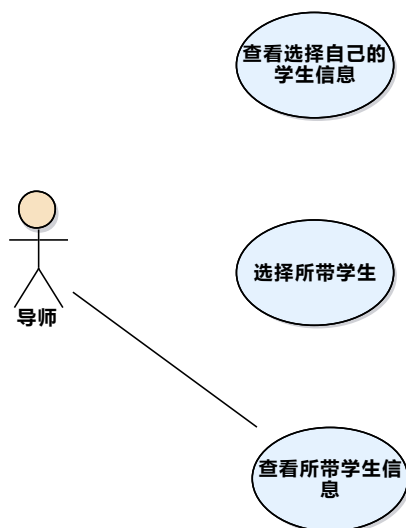 查看选择自己的
学生信息
选择所带学生
导师
查看所带学生信
息